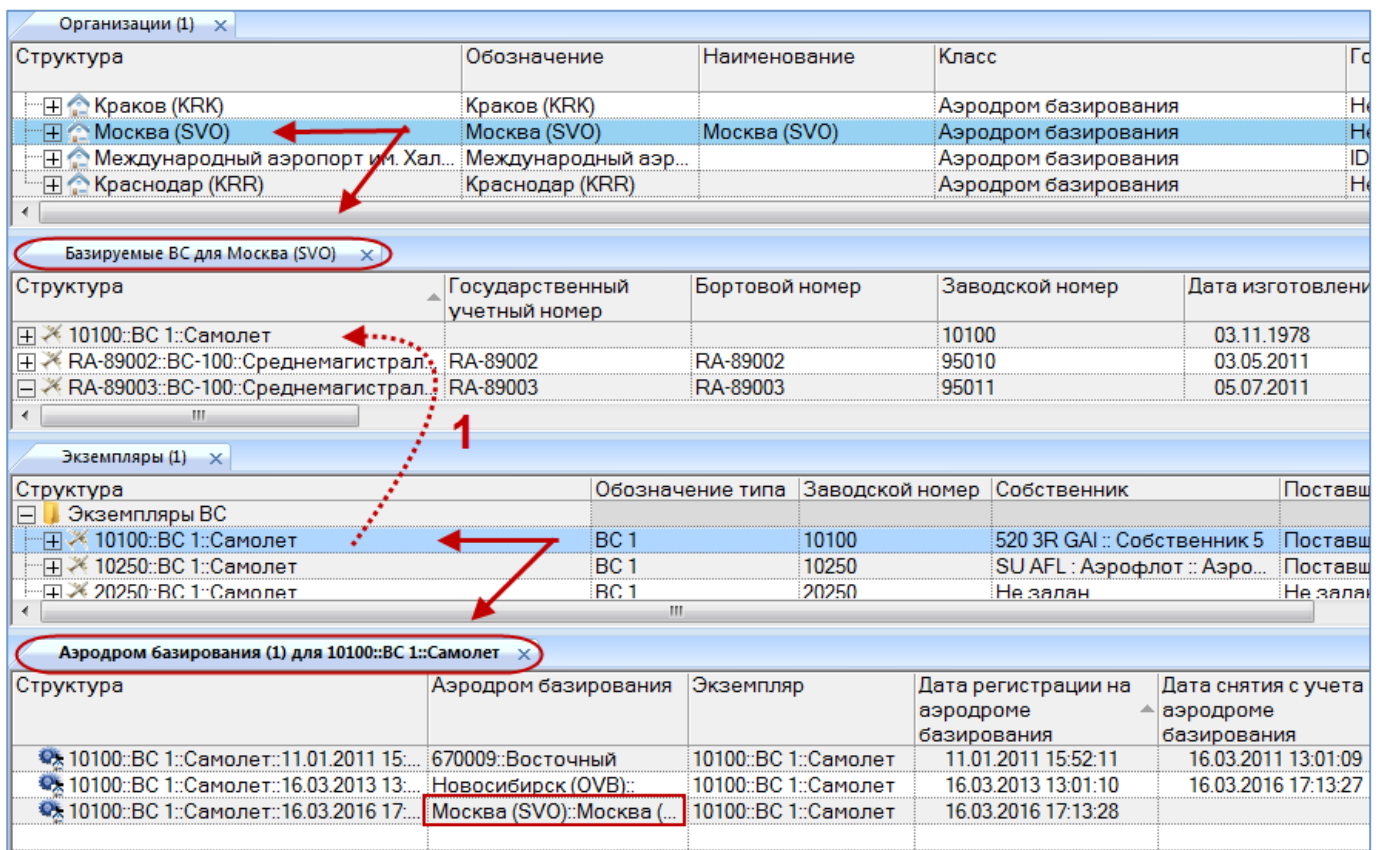 Организации (1)
Структура Обозначение Наименование Класс
Краков (KRK) Краков (KRK) Аэродром базирования
Москва (SVO) Москва (SVO) Москва (SVO) Аэродром базирования
Международный аэропорт им. Хал... Международный аэр... Аэродром базирования ID
Краснодар (KRR) Краснодар (KRR) Аэродром базирования
Базируемые ВС для Москва (SVO)
Структура Государственный учетный номер Бортовой номер Заводской номер Дата изготовлени
10100::ВС 1::Самолет 10100 03.11.1978
RA-89002::ВС-100::Среднемагистрал... RA-89002 RA-89002 95010 03.05.2011
RA-89003::ВС-100::Среднемагистрал... RA-89003 RA-89003 95011 05.07.2011
1
Экземпляры (1)
Структура Обозначение типа Заводской номер Собственник Поставщ
Экземпляры ВС
10100::ВС 1::Самолет ВС 1 10100 520 3R GAI :: Собственник 5 Поставщ
10250::ВС 1::Самолет ВС 1 10250 SU AFL : Аэрофлот :: Аэро... Поставщ
20250::ВС 1::Самолет ВС 1 20250 Не задан Не задан
Аэродром базирования (1) для 10100::ВС 1::Самолет
Структура Аэродром базирования Экземпляр Дата регистрации на аэродроме базирования Дата снятия с учета аэродроме базирования
10100::ВС 1::Самолет::11.01.2011 15:... 670009::Восточный 10100::ВС 1::Самолет 11.01.2011 15:52:11 16.03.2011 13:01:09
10100::ВС 1::Самолет::16.03.2013 13:... Новосибирск (OVB):: 10100::ВС 1::Самолет 16.03.2013 13:01:10 16.03.2016 17:13:27
10100::ВС 1::Самолет::16.03.2016 17:... Москва (SVO)::Москва (... 10100::ВС 1::Самолет 16.03.2016 17:13:28